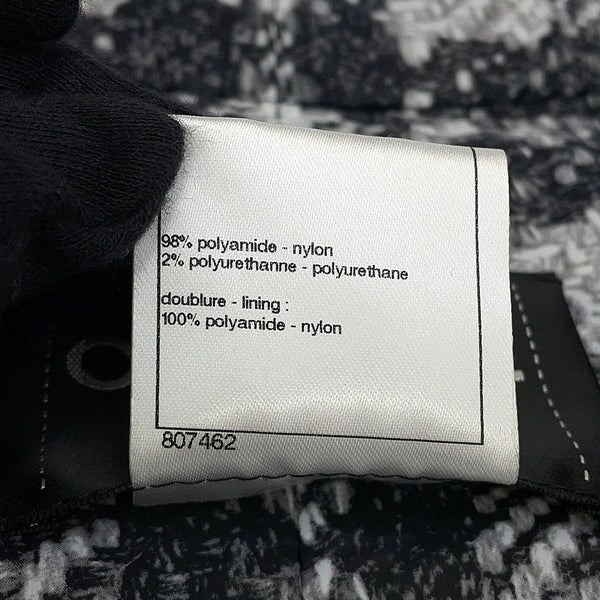 98% polyamide - nylon
2% polyurethanne - polyurethane
doublure - lining :
100% polyamide - nylon
807462